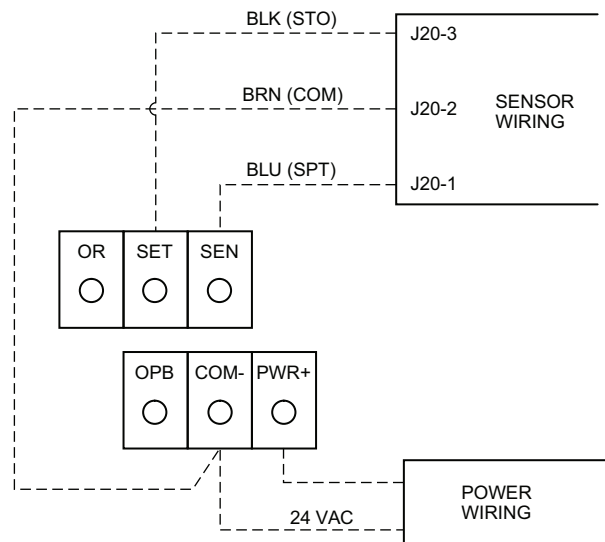 BLK (STO)
J20-3
BRN (COM)
J20-2
SENSOR
WIRING
BLU (SPT)
J20-1
OR
SET
SEN
OPB
COM-
PWR+
24 VAC
POWER
WIRING